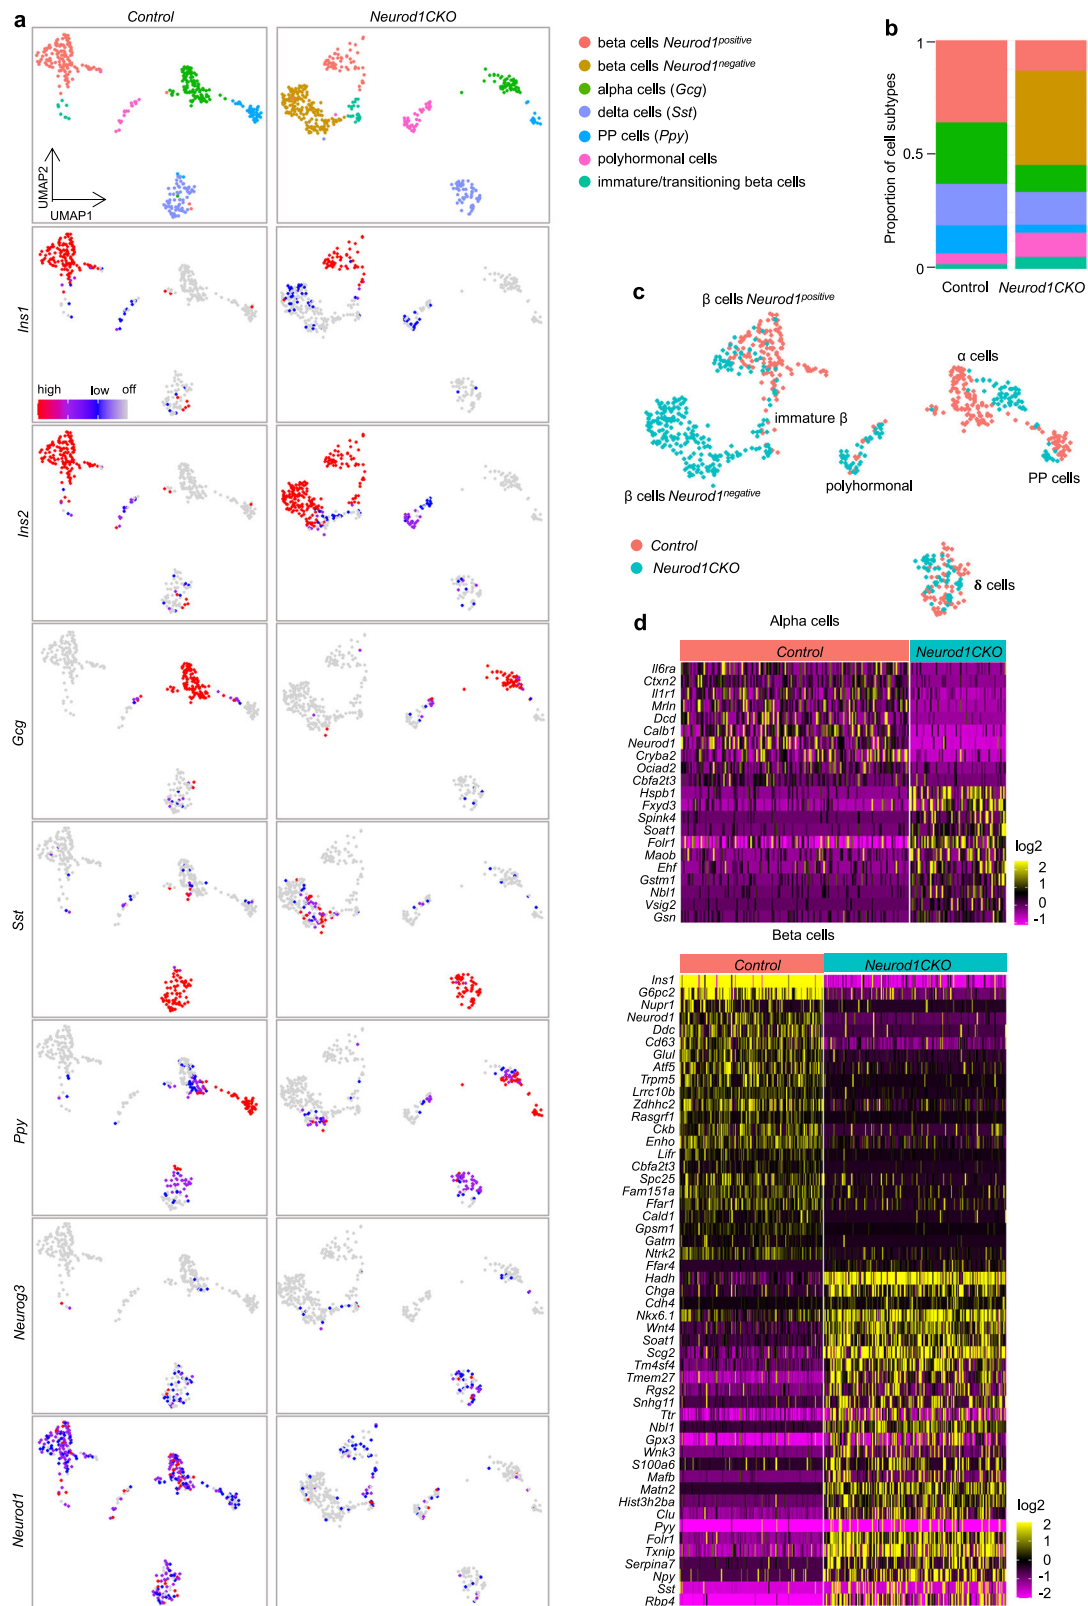 a
Control
Neurod1CKO
UMAP2
UMAP1
beta cells Neurod1positive
beta cells Neurod1negative
alpha cells (Gcg)
delta cells (Sst)
PP cells (Ppy)
polyhormonal cells
immature/transitioning beta cells
b
Proportion of cell subtypes
1
0.5
0
Control
Neurod1CKO
Ins1
high
low
off
Ins2
Gcg
Sst
Ppy
Neurog3
Neurod1
c
β cells Neurod1positive
α cells
immature β
polyhormonal
PP cells
β cells Neurod1negative
Control
Neurod1CKO
δ cells
d
Alpha cells
Control
Neurod1CKO
Il6ra
Ctxn2
Il1r1
Mrln
Dcd
Calb1
Neurod1
Cryba2
Ociad2
Cbfa2t3
Hspb1
Fxyd3
Spink4
Soat1
Folr1
Maob
Ehf
Gstm1
Nbl1
Vsig2
Gsn
log2
2
1
0
-1
Beta cells
Control
Neurod1CKO
Ins1
G6pc2
Nupr1
Neurod1
Ddc
Cd63
Glul
Atf5
Trpm5
Lrrc10b
Zdhhc2
Rasgrf1
Ckb
Enho
Lifr
Cbfa2t3
Spc25
Fam151a
Ffar1
Cald1
Gpsm1
Gatm
Ntrk2
Ffar4
Hadh
Chga
Cdh4
Nkx6.1
Wnt4
Soat1
Scg2
Tm4sf4
Tmem27
Rgs2
Snhg11
Ttr
Nbl1
Gpx3
Wnk3
S100a6
Mafb
Matn2
Hist3h2ba
Clu
Pyy
Folr1
Txnip
Serpina7
Npy
Sst
Rbp4
log2
2
1
0
-1
-2